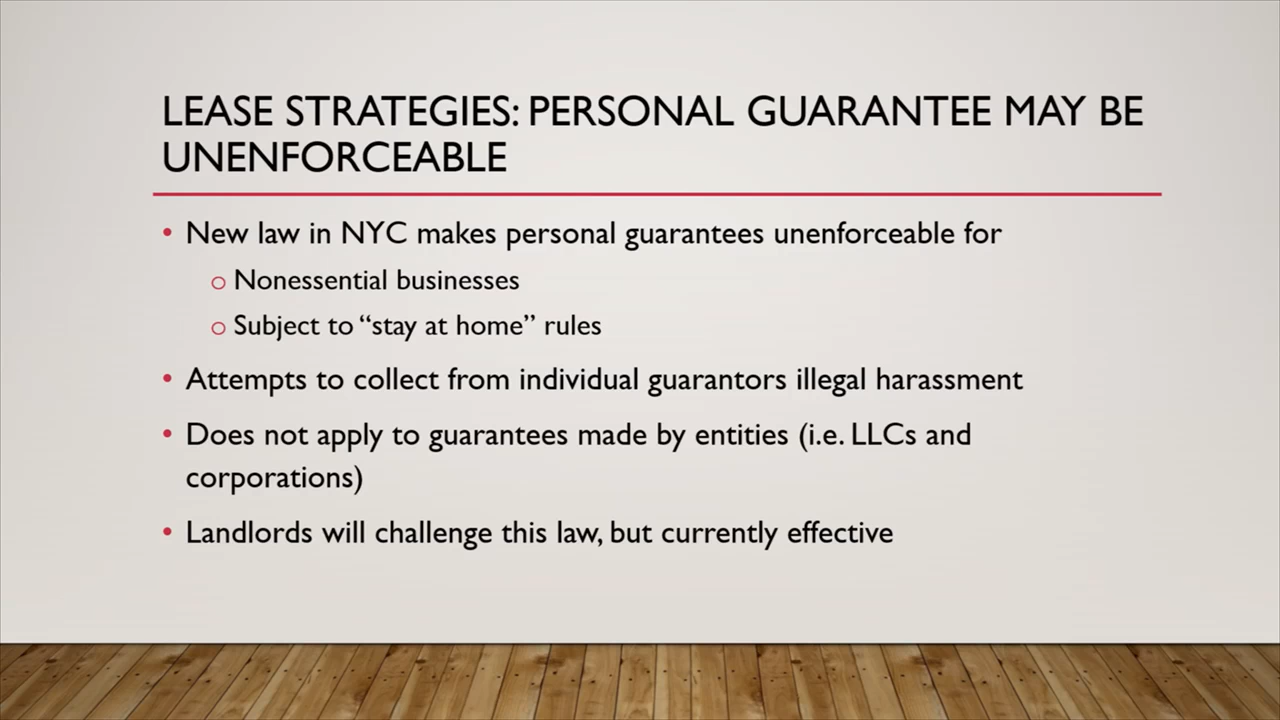 LEASE STRATEGIES: PERSONAL GUARANTEE MAY BE
UNENFORCEABLE
• New law in NYC makes personal guarantees unenforceable for
o Nonessential businesses
o Subject to “stay at home” rules
• Attempts to collect from individual guarantors illegal harassment
• Does not apply to guarantees made by entities (i.e. LLCs and
corporations)
• Landlords will challenge this law, but currently effective